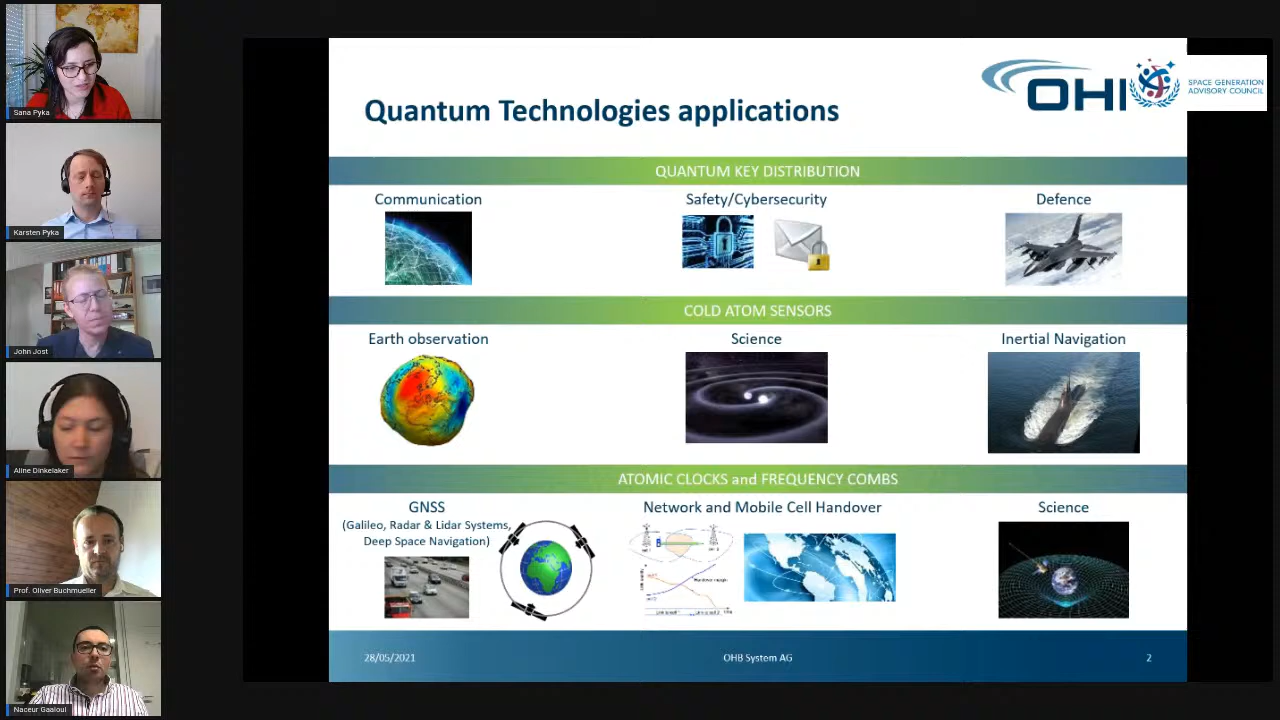 Sana Pyka
Karsten Pyka
John Jost
Aline Dinkelaker
Prof. Oliver Buchmueller
Naceur Gaaloul
Quantum Technologies applications
OHI
SPACE GENERATION
ADVISORY COUNCIL
QUANTUM KEY DISTRIBUTION
Communication
Safety/Cybersecurity
Defence
COLD ATOM SENSORS
Earth observation
Science
Inertial Navigation
ATOMIC CLOCKS and FREQUENCY COMBS
GNSS
(Galileo, Radar & Lidar Systems,
Deep Space Navigation)
Network and Mobile Cell Handover
Handover margin
Science
28/05/2021
OHB System AG
2